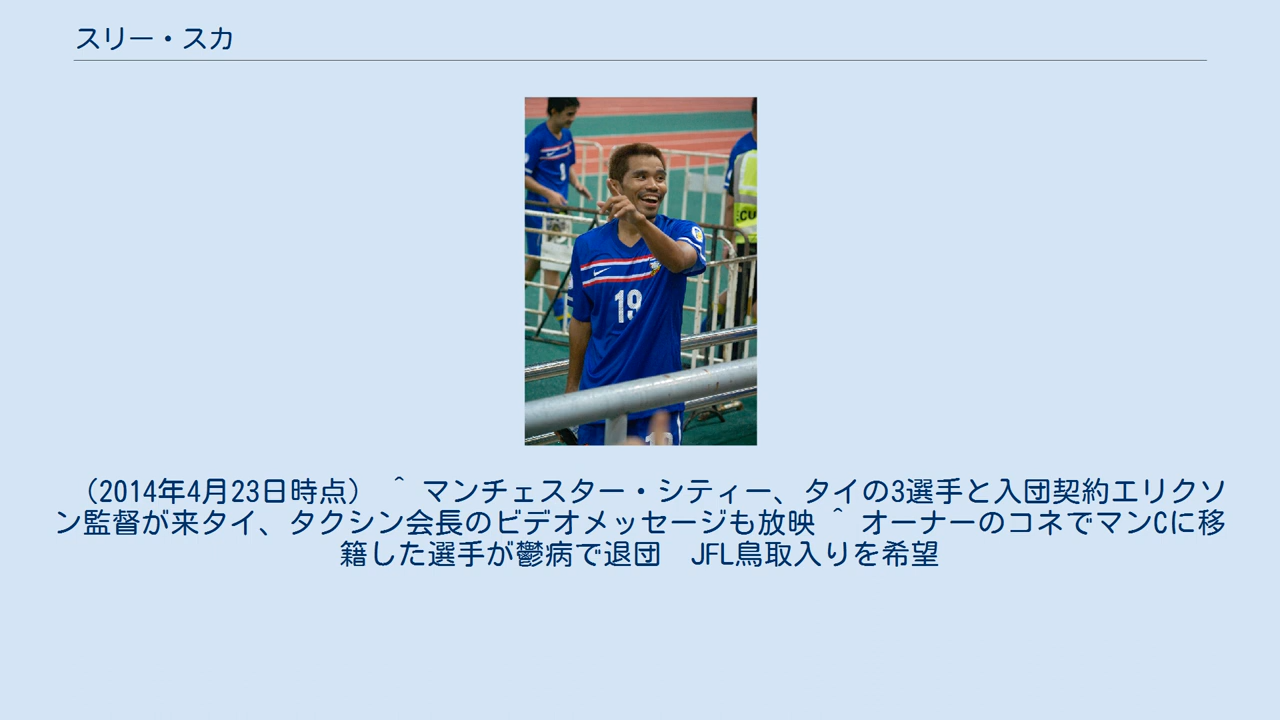 スリー・スカ
19
CU
（2014年4月23日時点） ^ マンチェスター・シティー、タイの3選手と入団契約エリクソ
ン監督が来タイ、タクシン会長のビデオメッセージも放映 ^ オーナーのコネでマンCに移
籍した選手が鬱病で退団　JFL鳥取入りを希望